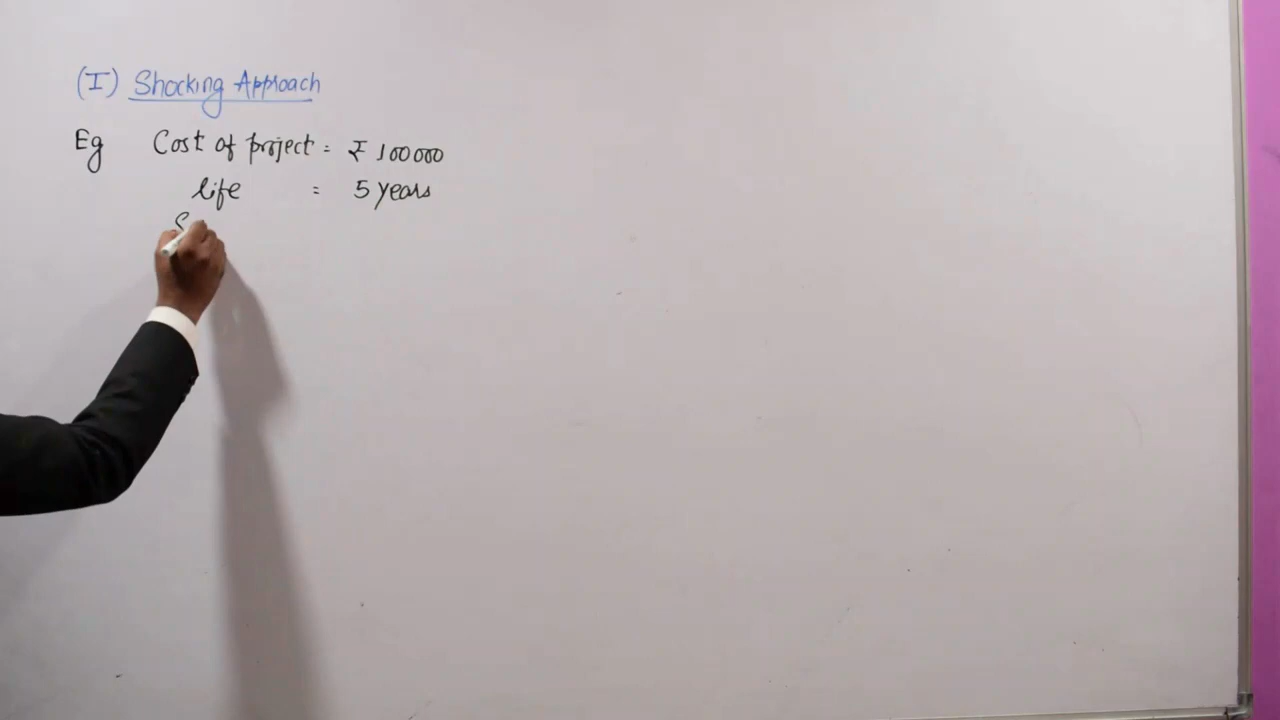 (I) Shocking Approach
Eg Cost of project = ₹ 100000
life = 5 years
S